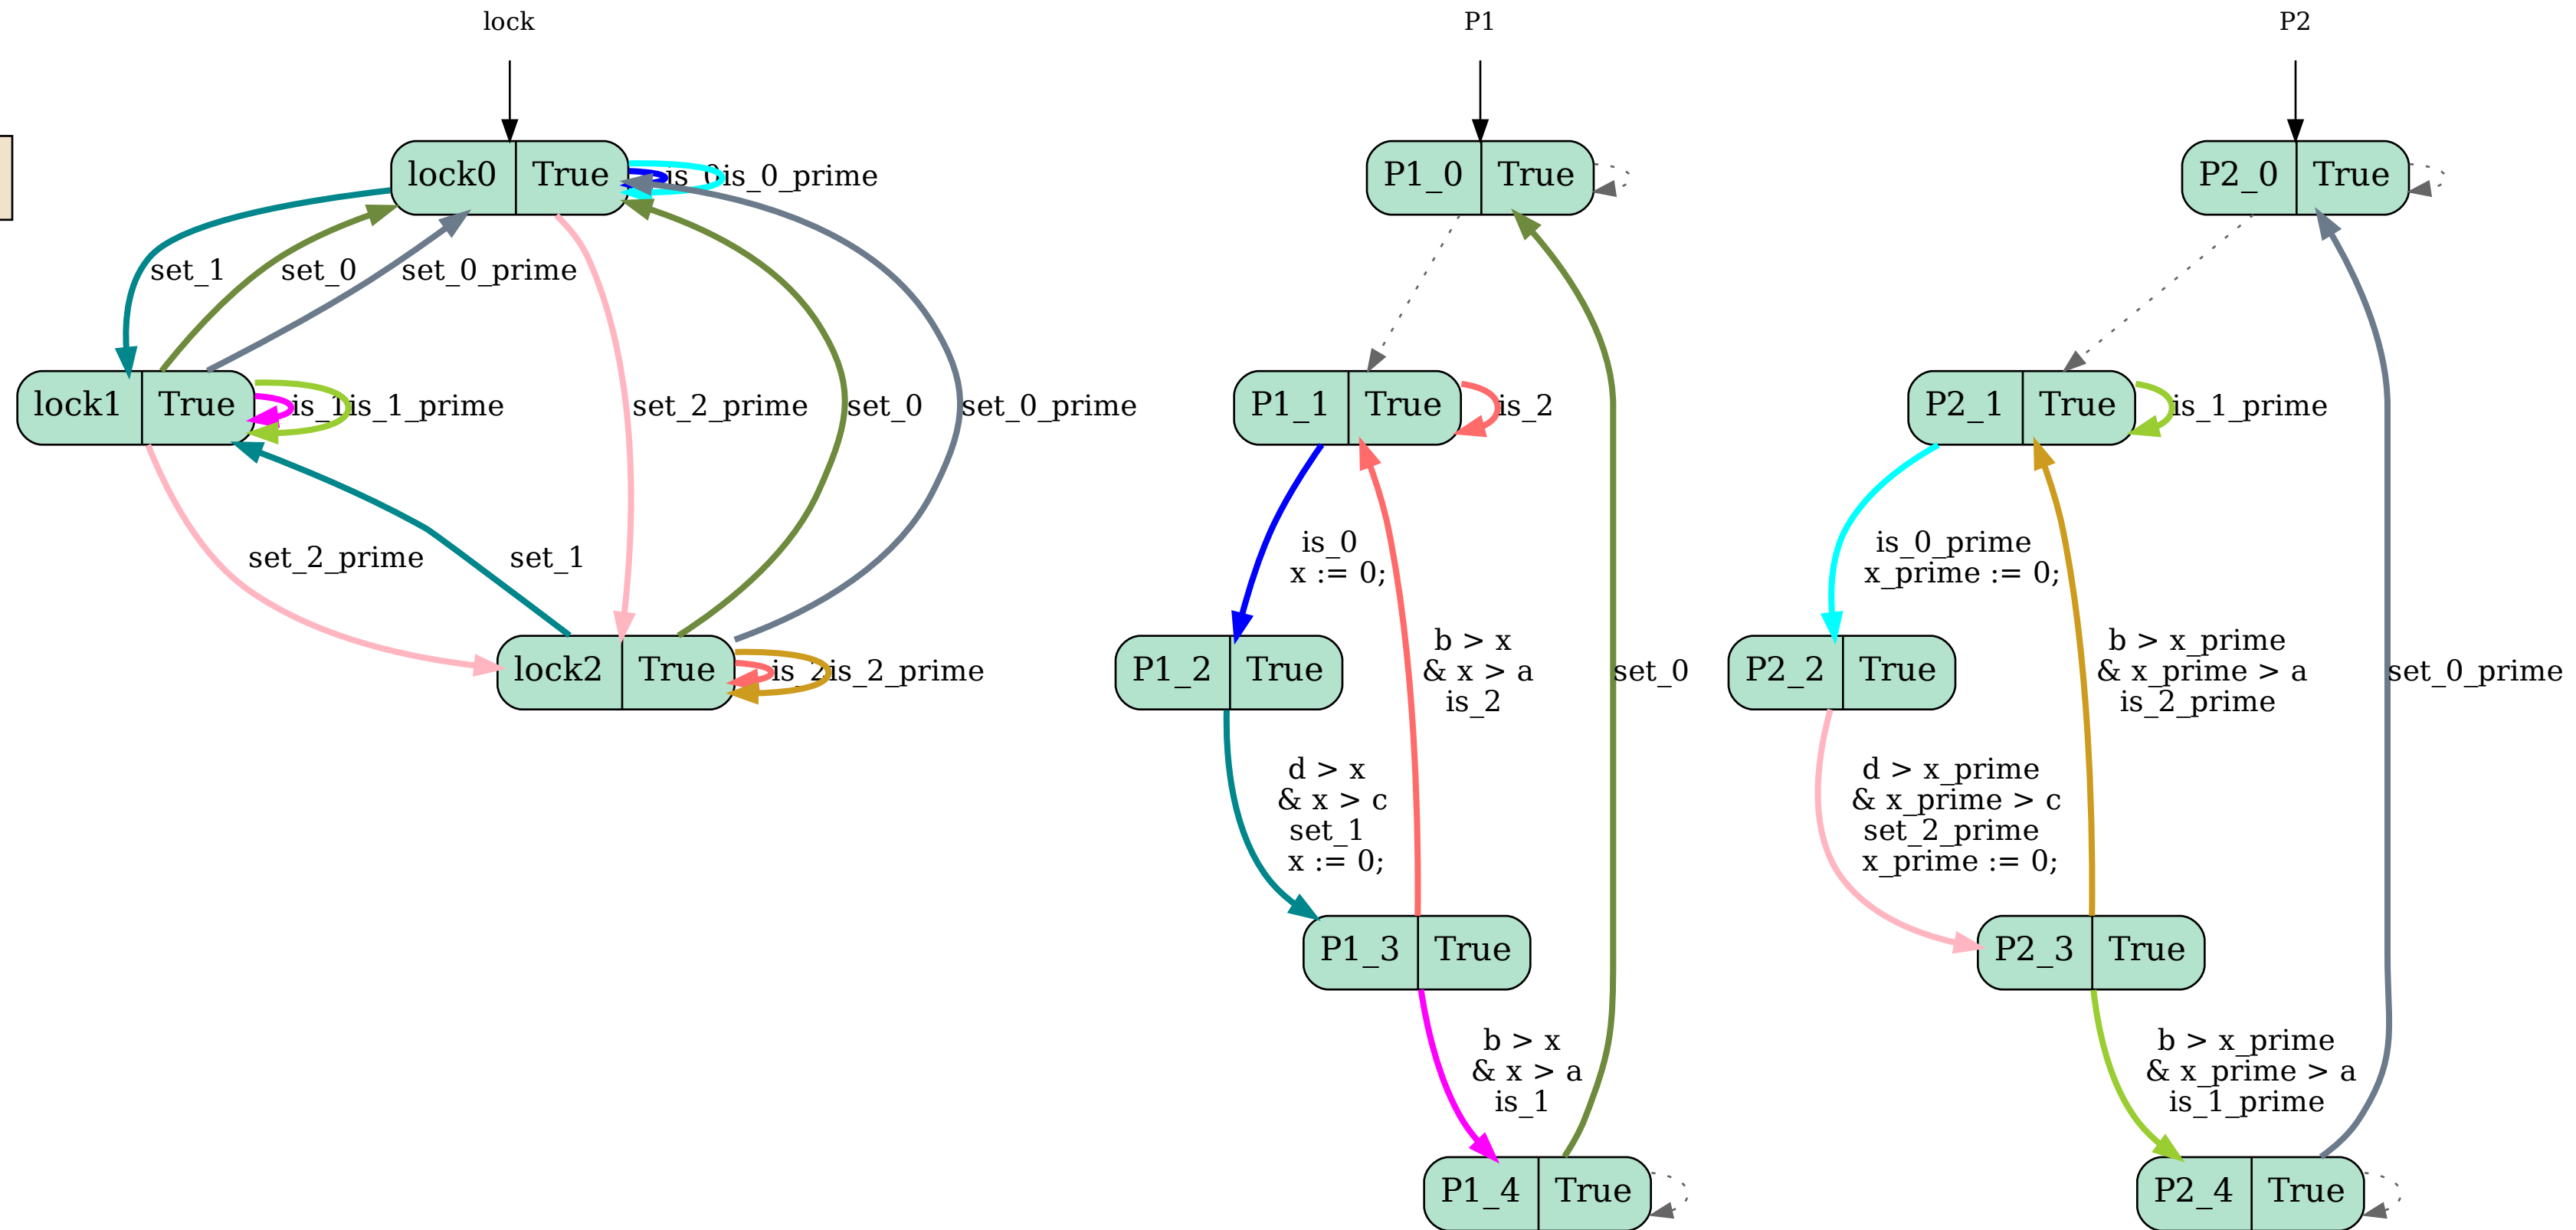 lock
P1
P2
lock0 True
is_0
is_0_prime
P1_0 True
P2_0 True
set_1
set_0
set_0_prime
lock1 True
is_1
is_1_prime
set_2_prime
set_0
set_0_prime
P1_1 True
is_2
P2_1 True
is_1_prime
set_2_prime
set_1
is_0
x := 0;
is_0_prime
x_prime := 0;
lock2 True
is_2
is_2_prime
P1_2 True
b > x
& x > a
is_2
set_0
P2_2 True
b > x_prime
& x_prime > a
is_2_prime
set_0_prime
d > x
& x > c
set_1
x := 0;
d > x_prime
& x_prime > c
set_2_prime
x_prime := 0;
P1_3 True
P2_3 True
b > x
& x > a
is_1
b > x_prime
& x_prime > a
is_1_prime
P1_4 True
P2_4 True